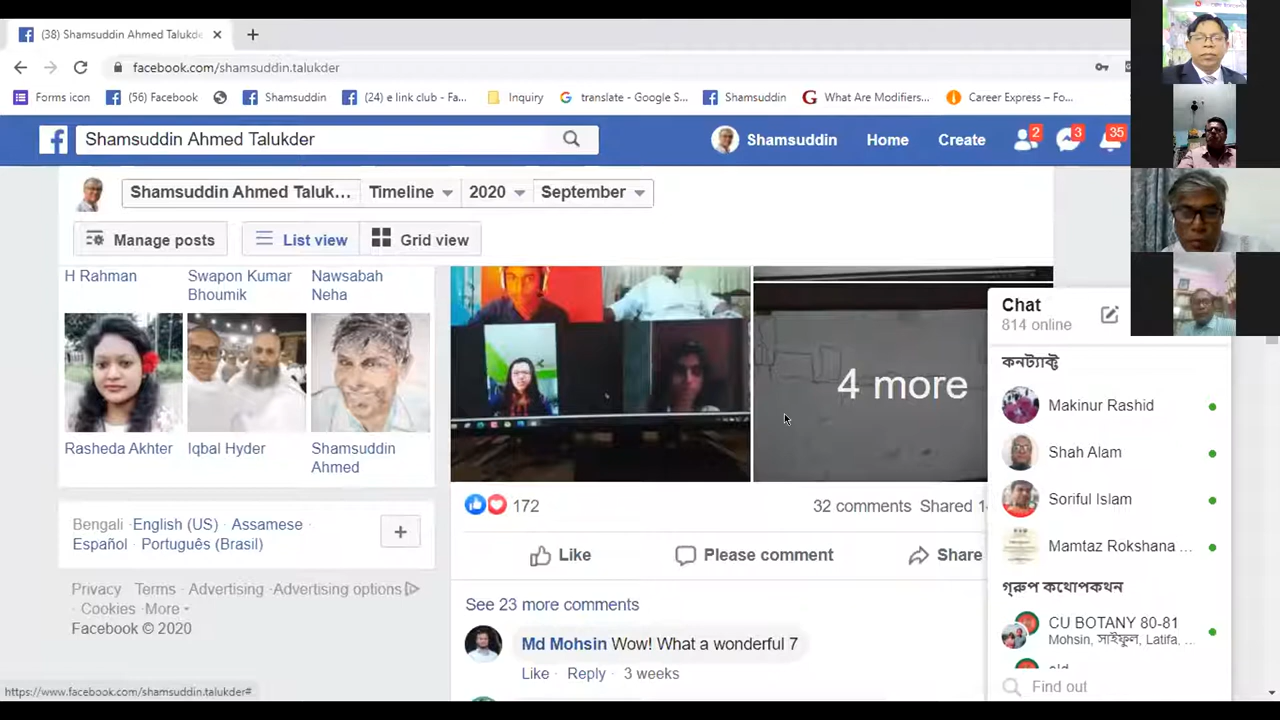 (38) Shamsuddin Ahmed Talukde
facebook.com/shamsuddin.talukder
Forms icon
(56) Facebook
Shamsuddin
(24) e link club - Fa...
Inquiry
translate - Google S...
Shamsuddin
What Are Modifiers...
Career Express – Fo...
Shamsuddin Ahmed Talukder
Shamsuddin
Home
Create
2
3
35
Shamsuddin Ahmed Taluk...
Timeline
2020
September
Manage posts
List view
Grid view
H Rahman
Swapon Kumar
Bhoumik
Nawsabah
Neha
Rasheda Akhter
Iqbal Hyder
Shamsuddin
Ahmed
Bengali · English (US) · Assamese ·
Español · Português (Brasil)
Privacy · Terms · Advertising · Advertising options
· Cookies · More
Facebook © 2020
4 more
172
32 comments
Shared
Like
Please comment
Share
See 23 more comments
Md Mohsin Wow! What a wonderful 7
Like · Reply · 3 weeks
Chat
814 online
কনট্যাক্ট
Makinur Rashid
Shah Alam
Soriful Islam
Mamtaz Rokshana ...
গ্রুপ কথোপকথন
CU BOTANY 80-81
Mohsin, সাইফুল, Latifa, ...
Find out
https://www.facebook.com/shamsuddin.talukder#